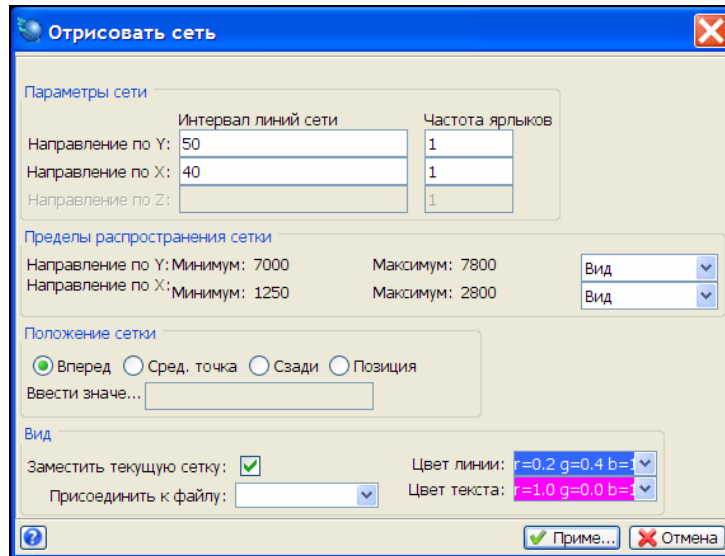 Отрисовать сеть
Параметры сети
Интервал линий сети Частота ярлыков
Направление по Y: 50 1
Направление по X: 40 1
Направление по Z: 1
Пределы распространения сетки
Направление по Y: Минимум: 7000 Максимум: 7800 Вид
Направление по X: Минимум: 1250 Максимум: 2800 Вид
Положение сетки
Вперед Сред. точка Сзади Позиция
Ввести значе...
Вид
Заместить текущую сетку: Цвет линии: r=0.2 g=0.4 b=1
Присоединить к файлу: Цвет текста: r=1.0 g=0.0 b=1
? Приме... Отмена